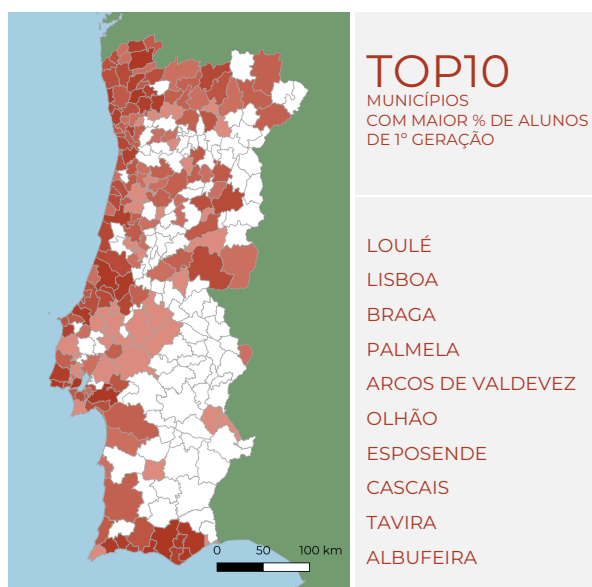 TOP10
MUNICÍPIOS
COM MAIOR % DE ALUNOS
DE 1º GERAÇÃO
LOULÉ
LISBOA
BRAGA
PALMELA
ARCOS DE VALDEVEZ
OLHÃO
ESPOSENDE
CASCAIS
TAVIRA
ALBUFEIRA
0 50 100 km